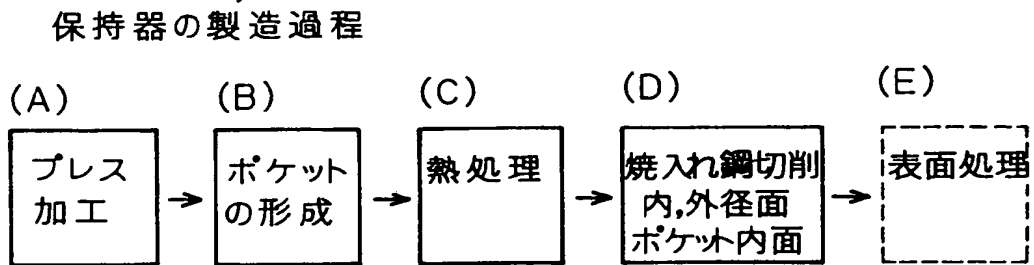 保持器の製造過程
(A)
(B)
(C)
(D)
(E)
プレス
加工
ポケット
の形成
熱処理
焼入れ鋼切削
内,外径面
ポケット内面
表面処理